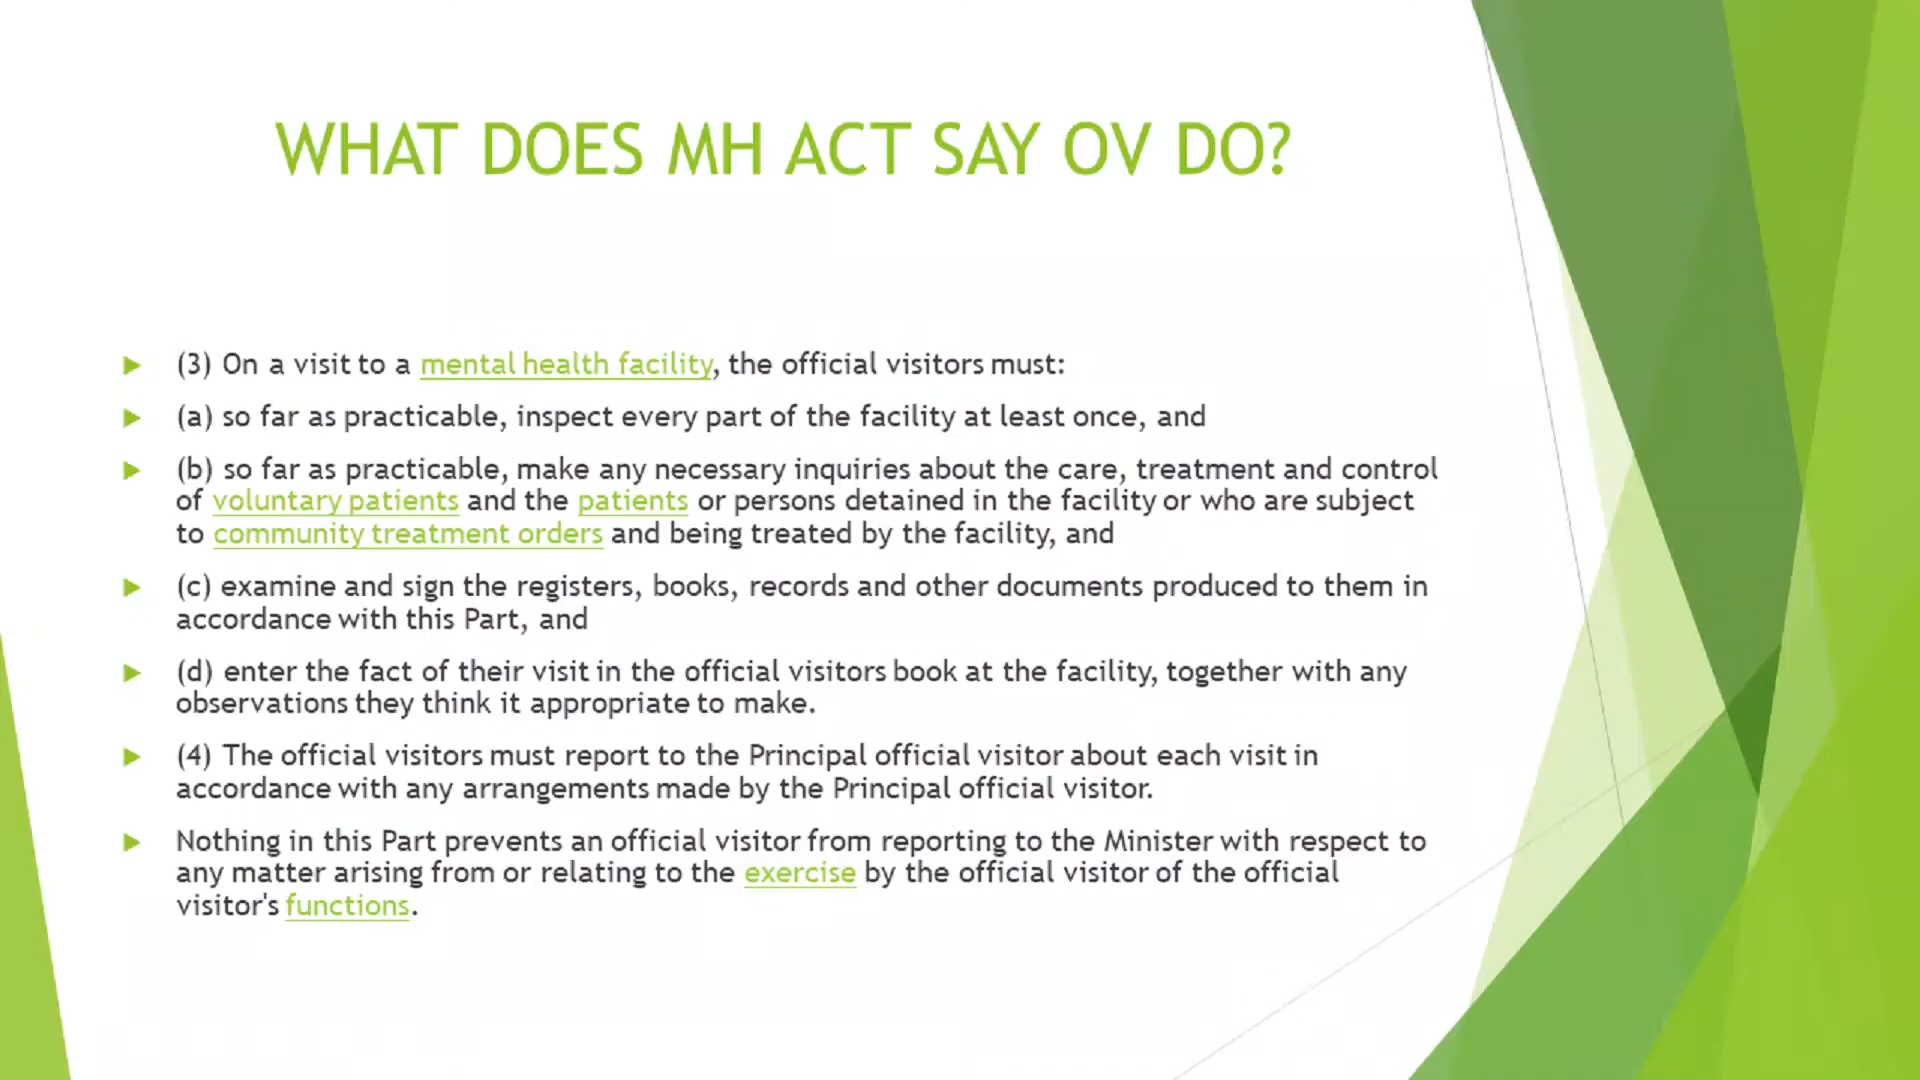 WHAT DOES MH ACT SAY OV DO?
(3) On a visit to a mental health facility, the official visitors must:
(a) so far as practicable, inspect every part of the facility at least once, and
(b) so far as practicable, make any necessary inquiries about the care, treatment and control
of voluntary patients and the patients or persons detained in the facility or who are subject
to community treatment orders and being treated by the facility, and
(c) examine and sign the registers, books, records and other documents produced to them in
accordance with this Part, and
(d) enter the fact of their visit in the official visitors book at the facility, together with any
observations they think it appropriate to make.
(4) The official visitors must report to the Principal official visitor about each visit in
accordance with any arrangements made by the Principal official visitor.
Nothing in this Part prevents an official visitor from reporting to the Minister with respect to
any matter arising from or relating to the exercise by the official visitor of the official
visitor's functions.